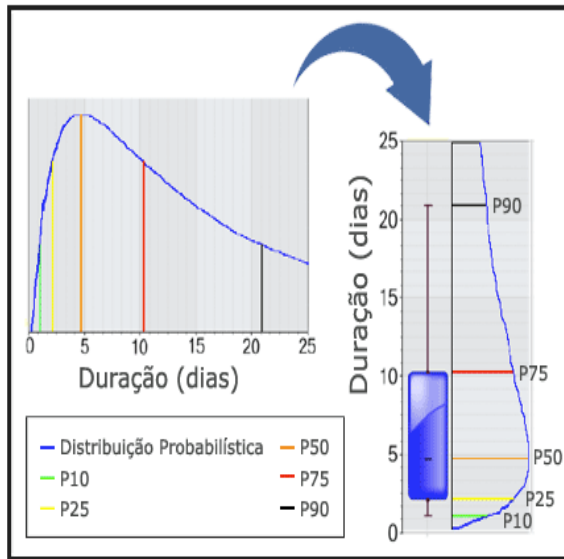 0 5 10 15 20 25
Duração (dias)
Distribuição Probabilística
P10
P25
P50
P75
P90
Duração (dias)
25
20
15
10
5
0
P90
P75
P50
P25
P10